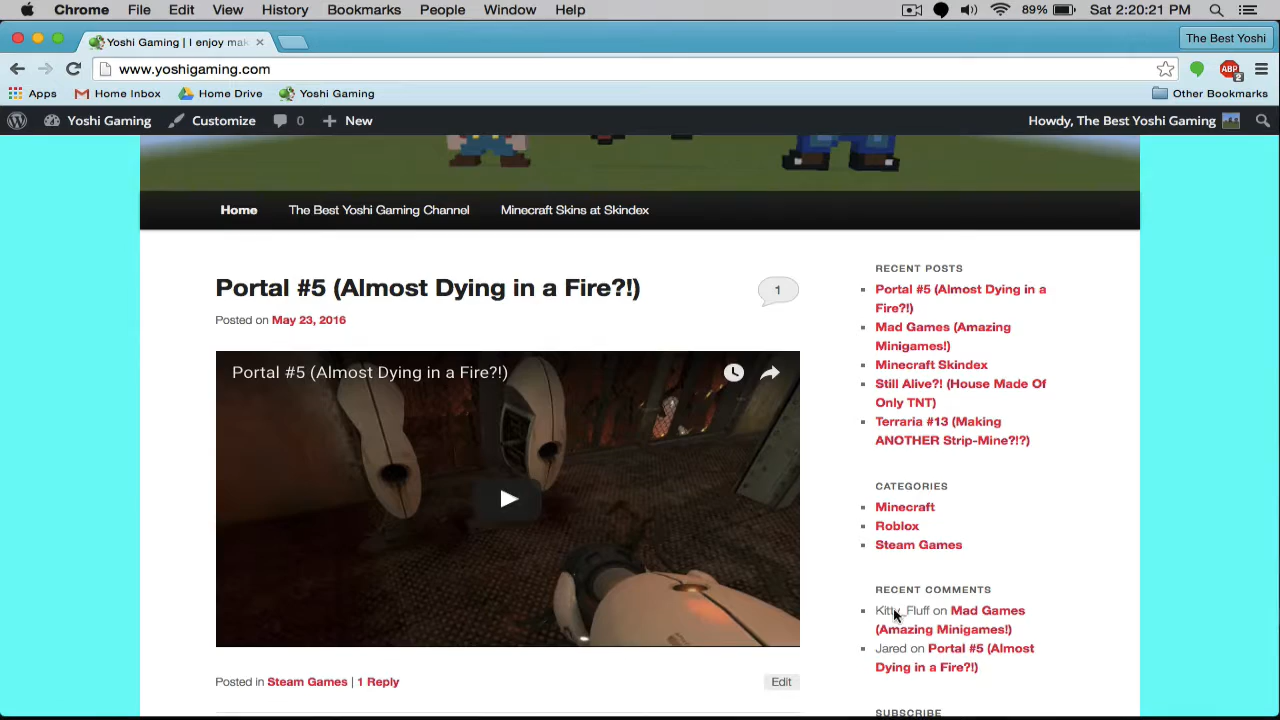 Chrome File Edit View History Bookmarks People Window Help 89% Sat 2:20:21 PM
Yoshi Gaming | I enjoy mak The Best Yoshi
www.yoshigaming.com ABP 2
Apps Home Inbox Home Drive Yoshi Gaming Other Bookmarks
Yoshi Gaming Customize 0 New Howdy, The Best Yoshi Gaming
Home The Best Yoshi Gaming Channel Minecraft Skins at Skindex
Portal #5 (Almost Dying in a Fire?!) 1
Posted on May 23, 2016
Portal #5 (Almost Dying in a Fire?!)
Posted in Steam Games | 1 Reply Edit
RECENT POSTS
Portal #5 (Almost Dying in a
Fire?!)
Mad Games (Amazing
Minigames!)
Minecraft Skindex
Still Alive?! (House Made Of
Only TNT)
Terraria #13 (Making
ANOTHER Strip-Mine?!?)
CATEGORIES
Minecraft
Roblox
Steam Games
RECENT COMMENTS
Kitty_Fluff on Mad Games
(Amazing Minigames!)
Jared on Portal #5 (Almost
Dying in a Fire?!)
SUBSCRIBE